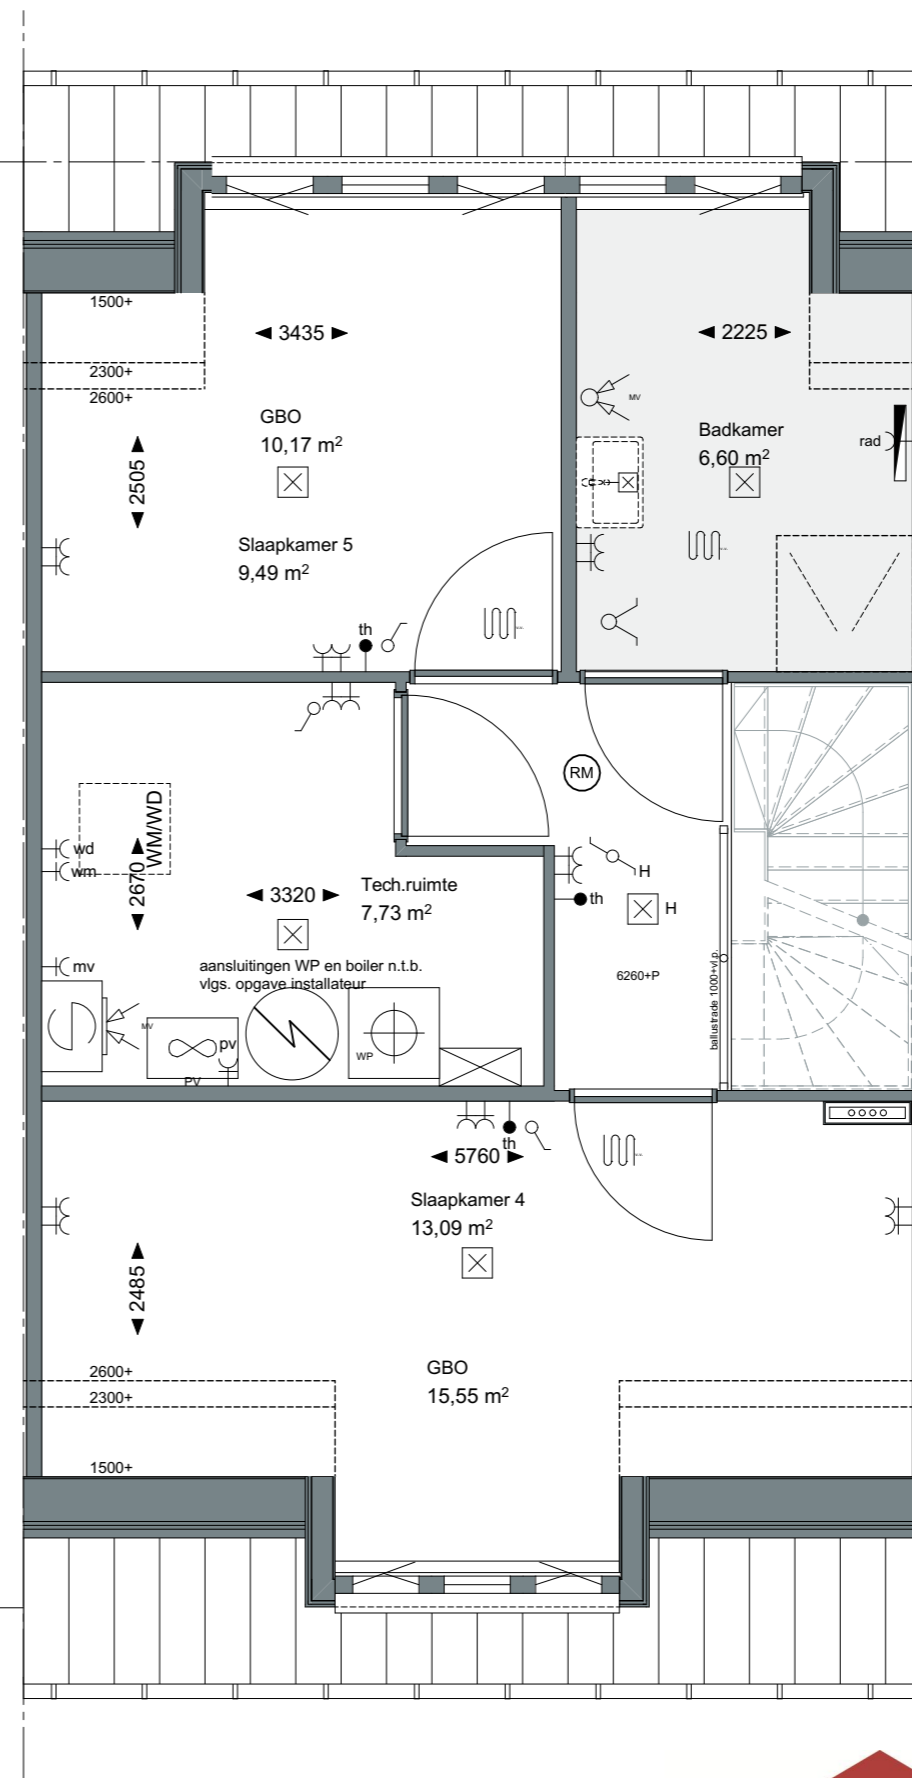 1500+
◄ 3435 ►
◄ 2225 ►
2300+
2600+
MV
GBO
10,17 m²
Badkamer
6,60 m²
rad
◄ 2505 ►
Slaapkamer 5
9,49 m²
th
RM
WM/WD
wd
wm
◄ 2670 ►
◄ 3320 ►
Tech.ruimte
7,73 m²
H
th
H
mv
aansluitingen WP en boiler n.t.b.
vlgs. opgave installateur
6260+P
ballustrade 1000+vl.p.
MV
pv
PV
WP
th
◄ 5760 ►
Slaapkamer 4
13,09 m²
◄ 2485 ►
GBO
15,55 m²
2600+
2300+
1500+